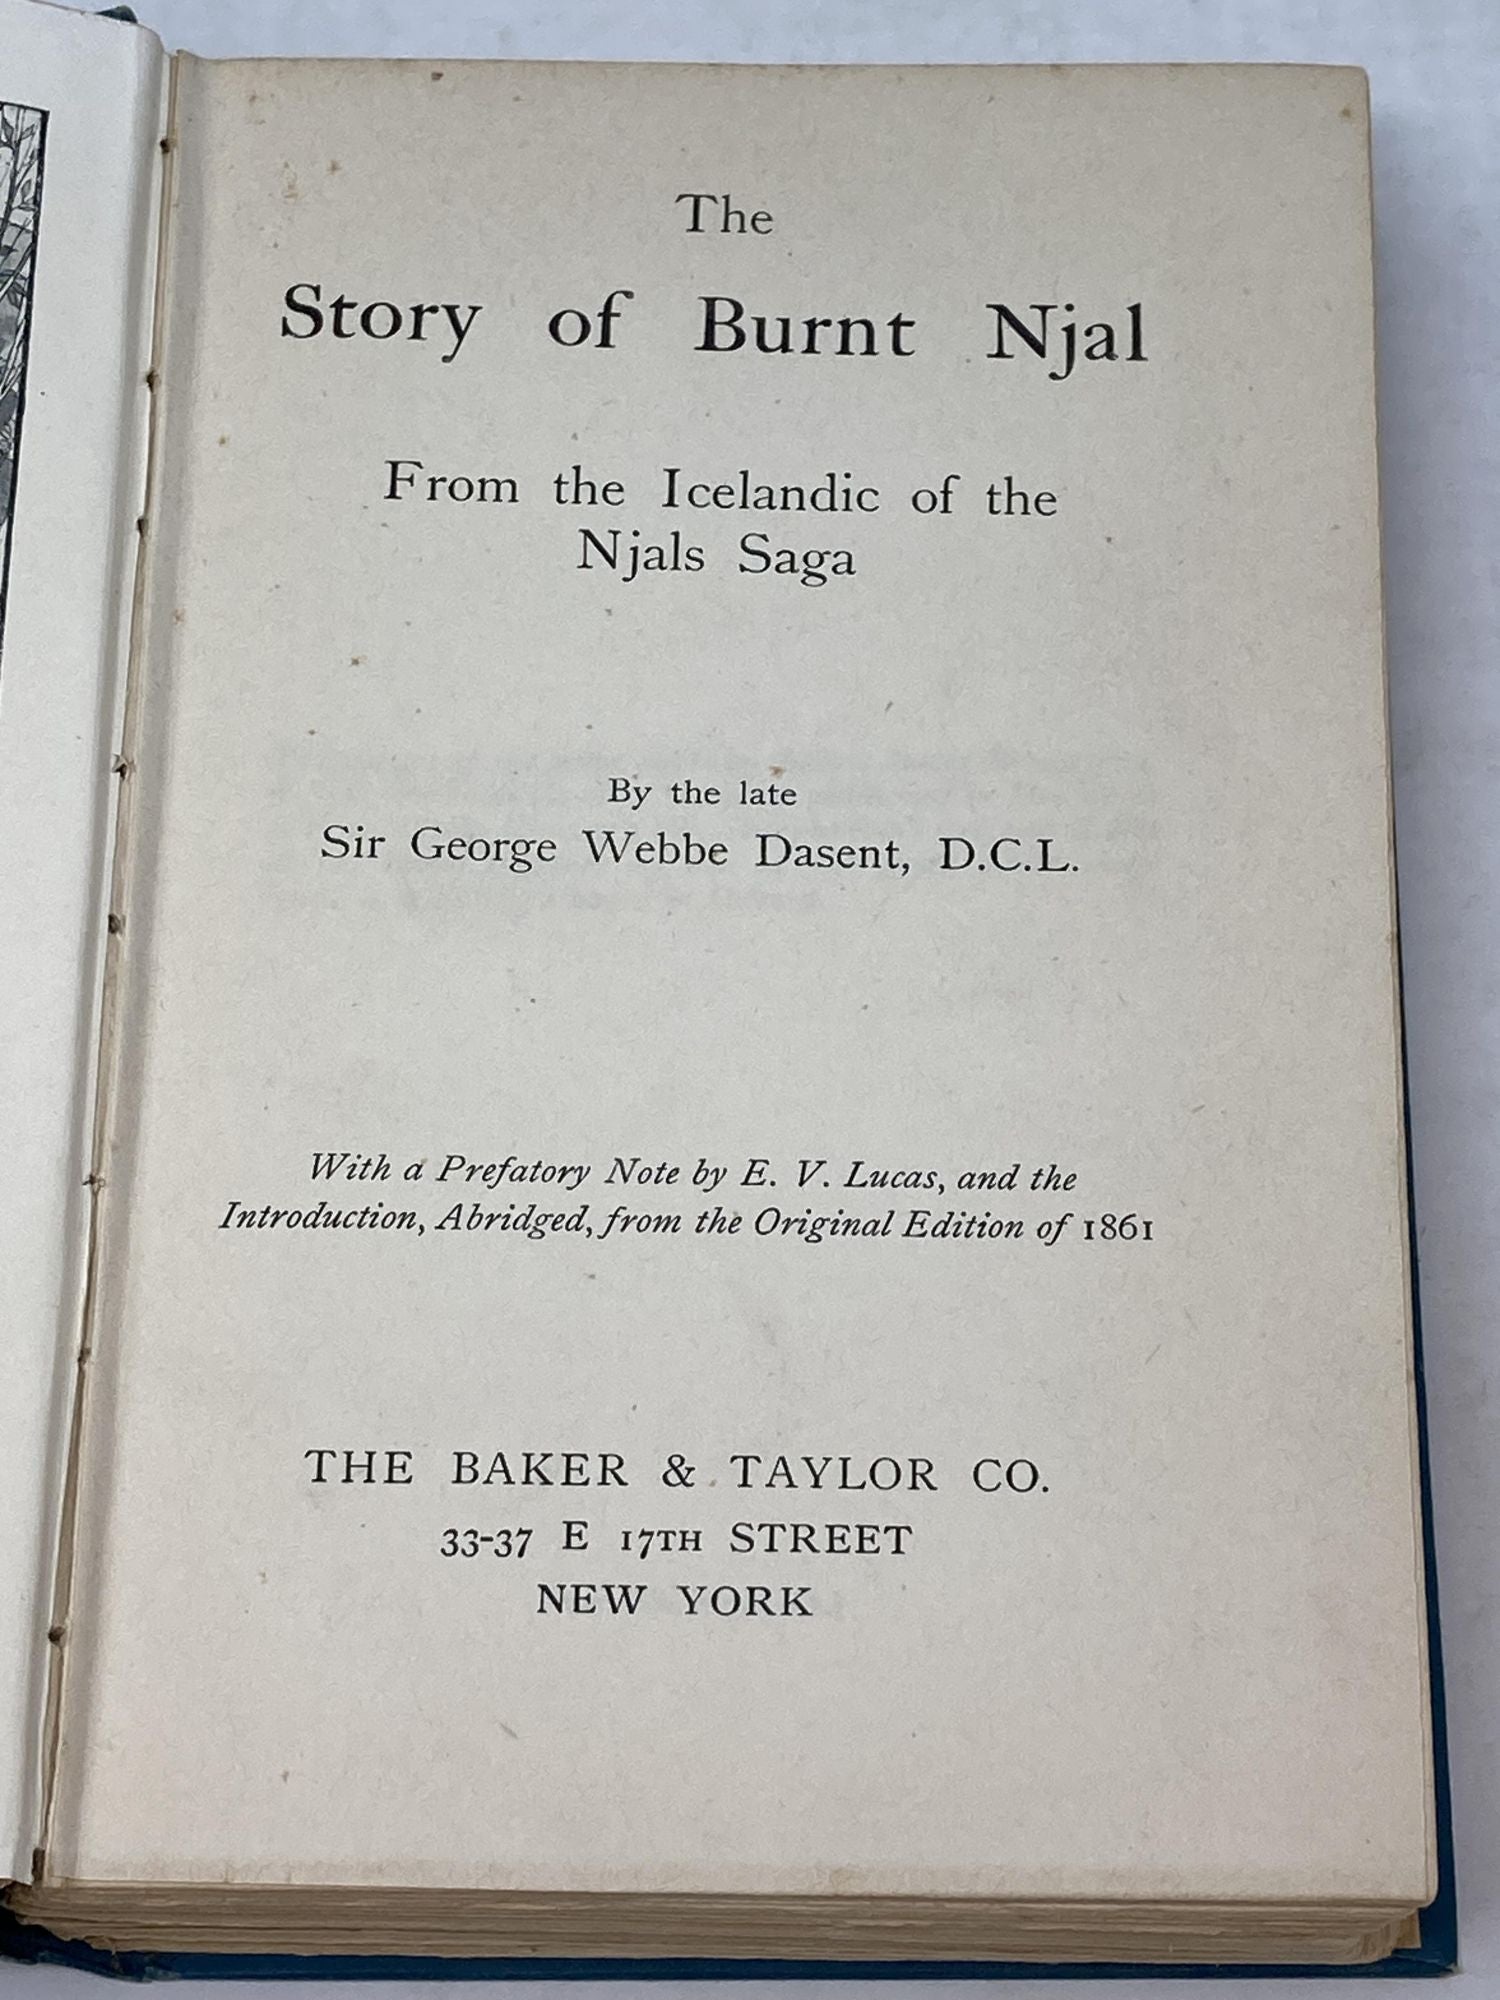 The
Story of Burnt Njal
From the Icelandic of the
Njals Saga
By the late
Sir George Webbe Dasent, D.C.L.
With a Prefatory Note by E. V. Lucas, and the
Introduction, Abridged, from the Original Edition of 1861
THE BAKER & TAYLOR CO.
33-37 E 17TH STREET
NEW YORK